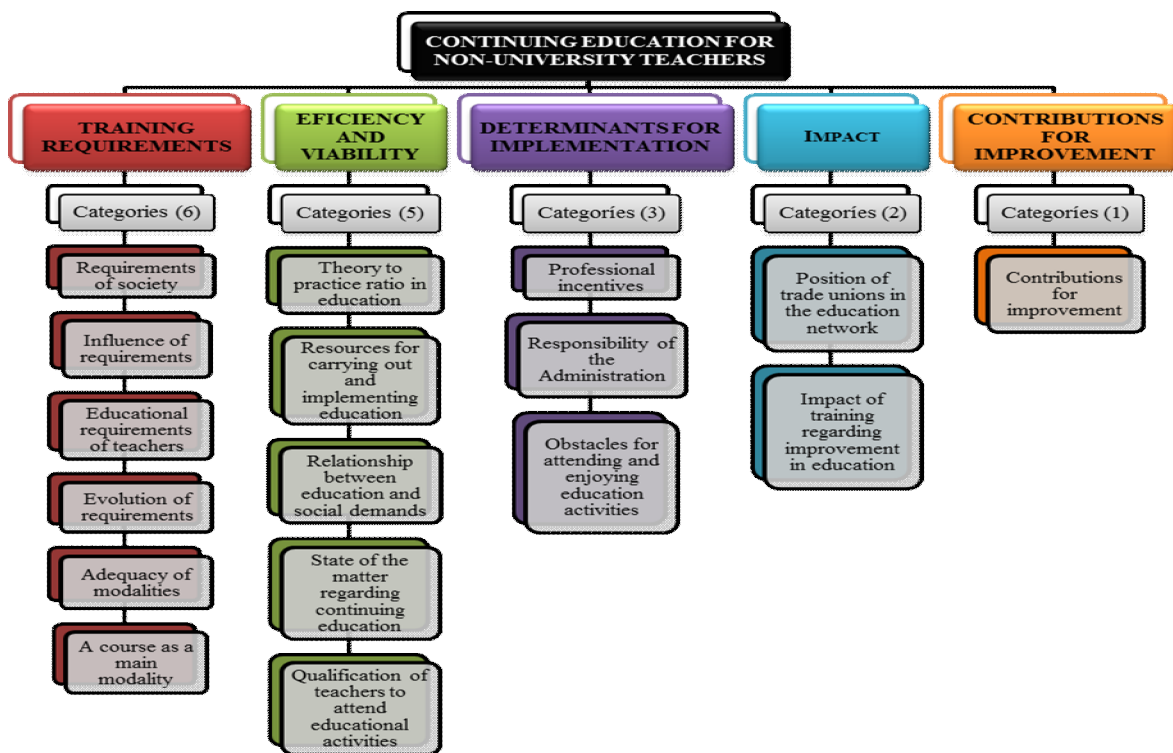 CONTINUING EDUCATION FOR
NON-UNIVERSITY TEACHERS
TRAINING
REQUIREMENTS
Categories (6)
Requirements
of society
Influence of
requirements
Educational
requirements
of teachers
Evolution of
requirements
Adequacy of
modalities
A course as a
main
modality
EFICIENCY
AND
VIABILITY
Categories (5)
Theory to
practice ratio in
education
Resources for
carrying out
and
implementing
education
Relationship
between
education and
social demands
State of the
matter
regarding
continuing
education
Qualification of
teachers to
attend
educational
activities
DETERMINANTS FOR
IMPLEMENTATION
Categoríes (3)
Professional
incentives
Responsibility of
the
Administration
Obstacles for
attending and
enjoying
education
activities
IMPACT
Categoríes (2)
Position of
trade unions in
the education
network
Impact of
training
regarding
improvement
in education
CONTRIBUTIONS
FOR
IMPROVEMENT
Categoríes (1)
Contributions
for
improvement